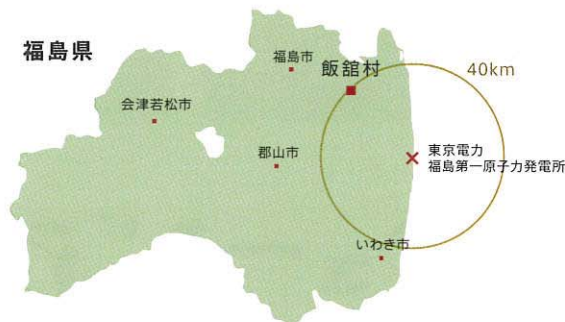 福島県
福島市
飯舘村
40km
会津若松市
郡山市
東京電力
福島第一原子力発電所
いわき市